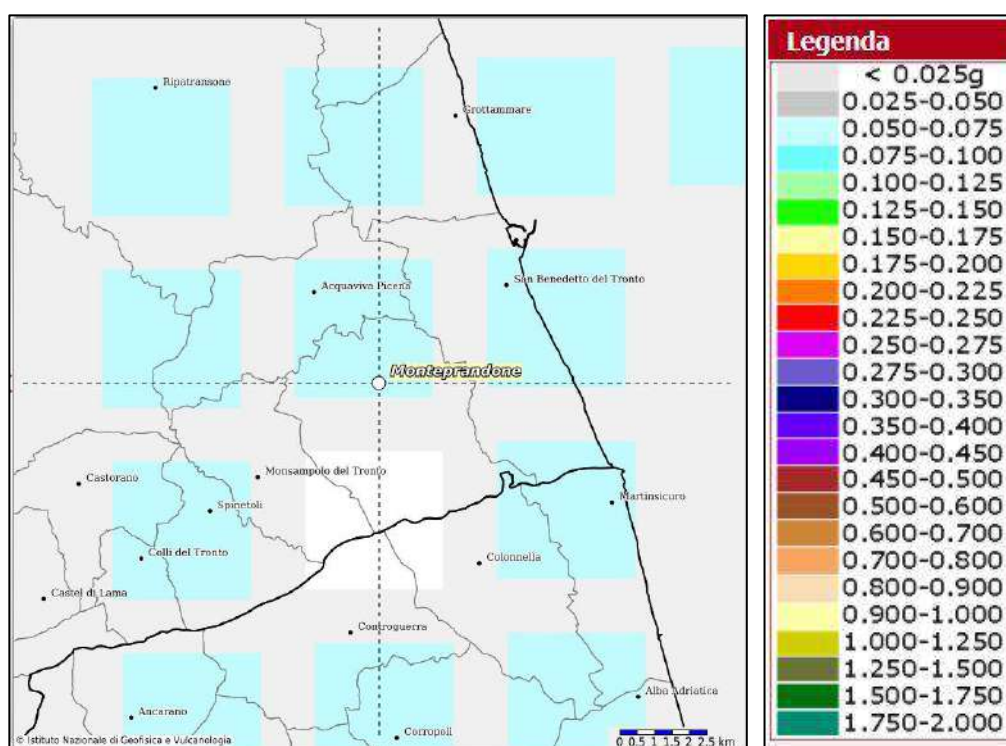 Ripatransone
Grottammare
Acquaviva Picena
San Benedetto del Tronto
Monteprandone
Castorano
Monsampolo del Tronto
Spinetoli
Martinsicuro
Colli del Tronto
Colonnella
Castel di Lama
Controguerra
Ancarano
Alba Adriatica
Corropoli
© Istituto Nazionale di Geofisica e Vulcanologia
0 0.5 1 1.5 2 2.5 km
Legenda
< 0.025g
0.025-0.050
0.050-0.075
0.075-0.100
0.100-0.125
0.125-0.150
0.150-0.175
0.175-0.200
0.200-0.225
0.225-0.250
0.250-0.275
0.275-0.300
0.300-0.350
0.350-0.400
0.400-0.450
0.450-0.500
0.500-0.600
0.600-0.700
0.700-0.800
0.800-0.900
0.900-1.000
1.000-1.250
1.250-1.500
1.500-1.750
1.750-2.000